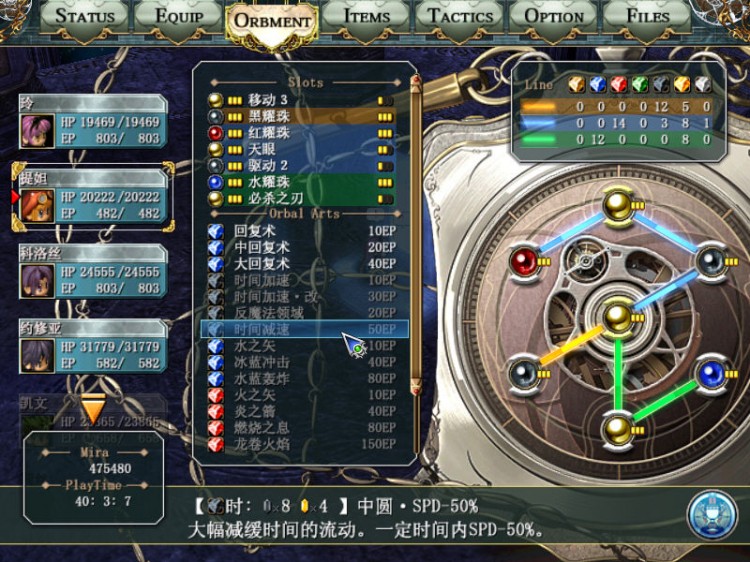 STATUS EQUIP ORBMENT ITEMS TACTICS OPTION FILES
玲
HP 19469/19469
EP 803/ 803
提妲
HP 20222/20222
EP 482/ 482
科洛丝
HP 24555/24555
EP 803/ 803
约修亚
HP 31779/31779
EP 582/ 582
凯文
Mira
475480
PlayTime
40: 3: 7
Slots
移动 3
黑耀珠
红耀珠
天眼
驱动 2
水耀珠
必杀之刃
Orbal Arts
回复术 10EP
中回复术 20EP
大回复术 40EP
时间加速 10EP
时间加速·改 30EP
反魔法领域 20EP
时间减速 50EP
水之矢 10EP
冰蓝冲击 40EP
水蓝轰炸 80EP
火之矢 10EP
炎之箭 40EP
燃烧之息 80EP
龙卷火焰 150EP
Line
0 0 0 0 12 5 0
0 0 14 0 3 8 1
0 12 0 0 0 8 0
【时: ×8 ×4 】中圆·SPD-50%
大幅减缓时间的流动。一定时间内SPD-50%。